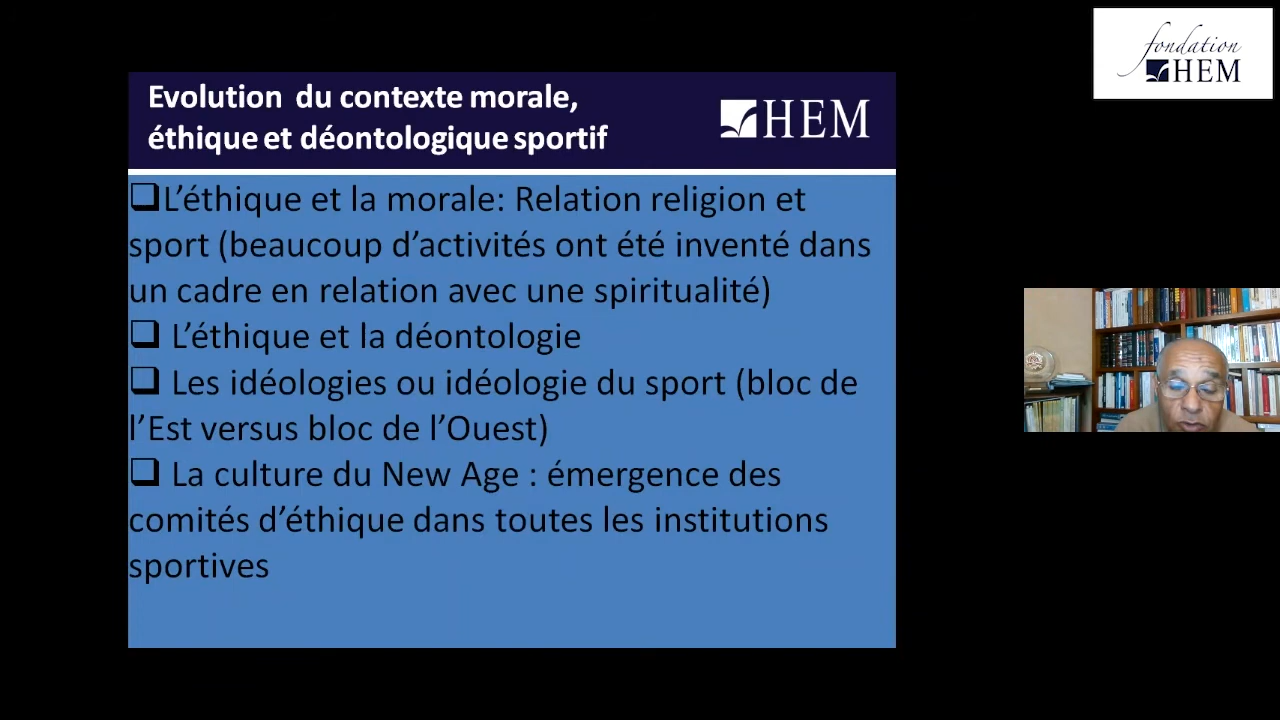 fondation
HEM
Evolution du contexte morale,
éthique et déontologique sportif
HEM
❑L’éthique et la morale: Relation religion et
sport (beaucoup d’activités ont été inventé dans
un cadre en relation avec une spiritualité)
❑ L’éthique et la déontologie
❑ Les idéologies ou idéologie du sport (bloc de
l’Est versus bloc de l’Ouest)
❑ La culture du New Age : émergence des
comités d’éthique dans toutes les institutions
sportives